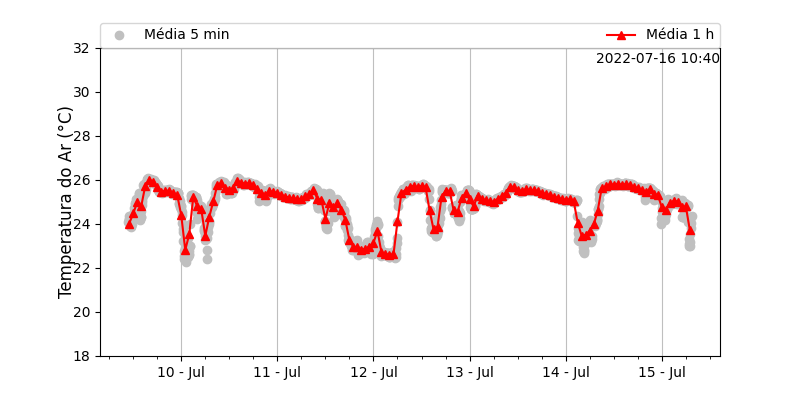 Média 5 min
Média 1 h
2022-07-16 10:40
Temperatura do Ar (°C)
32
30
28
26
24
22
20
18
10 - Jul
11 - Jul
12 - Jul
13 - Jul
14 - Jul
15 - Jul